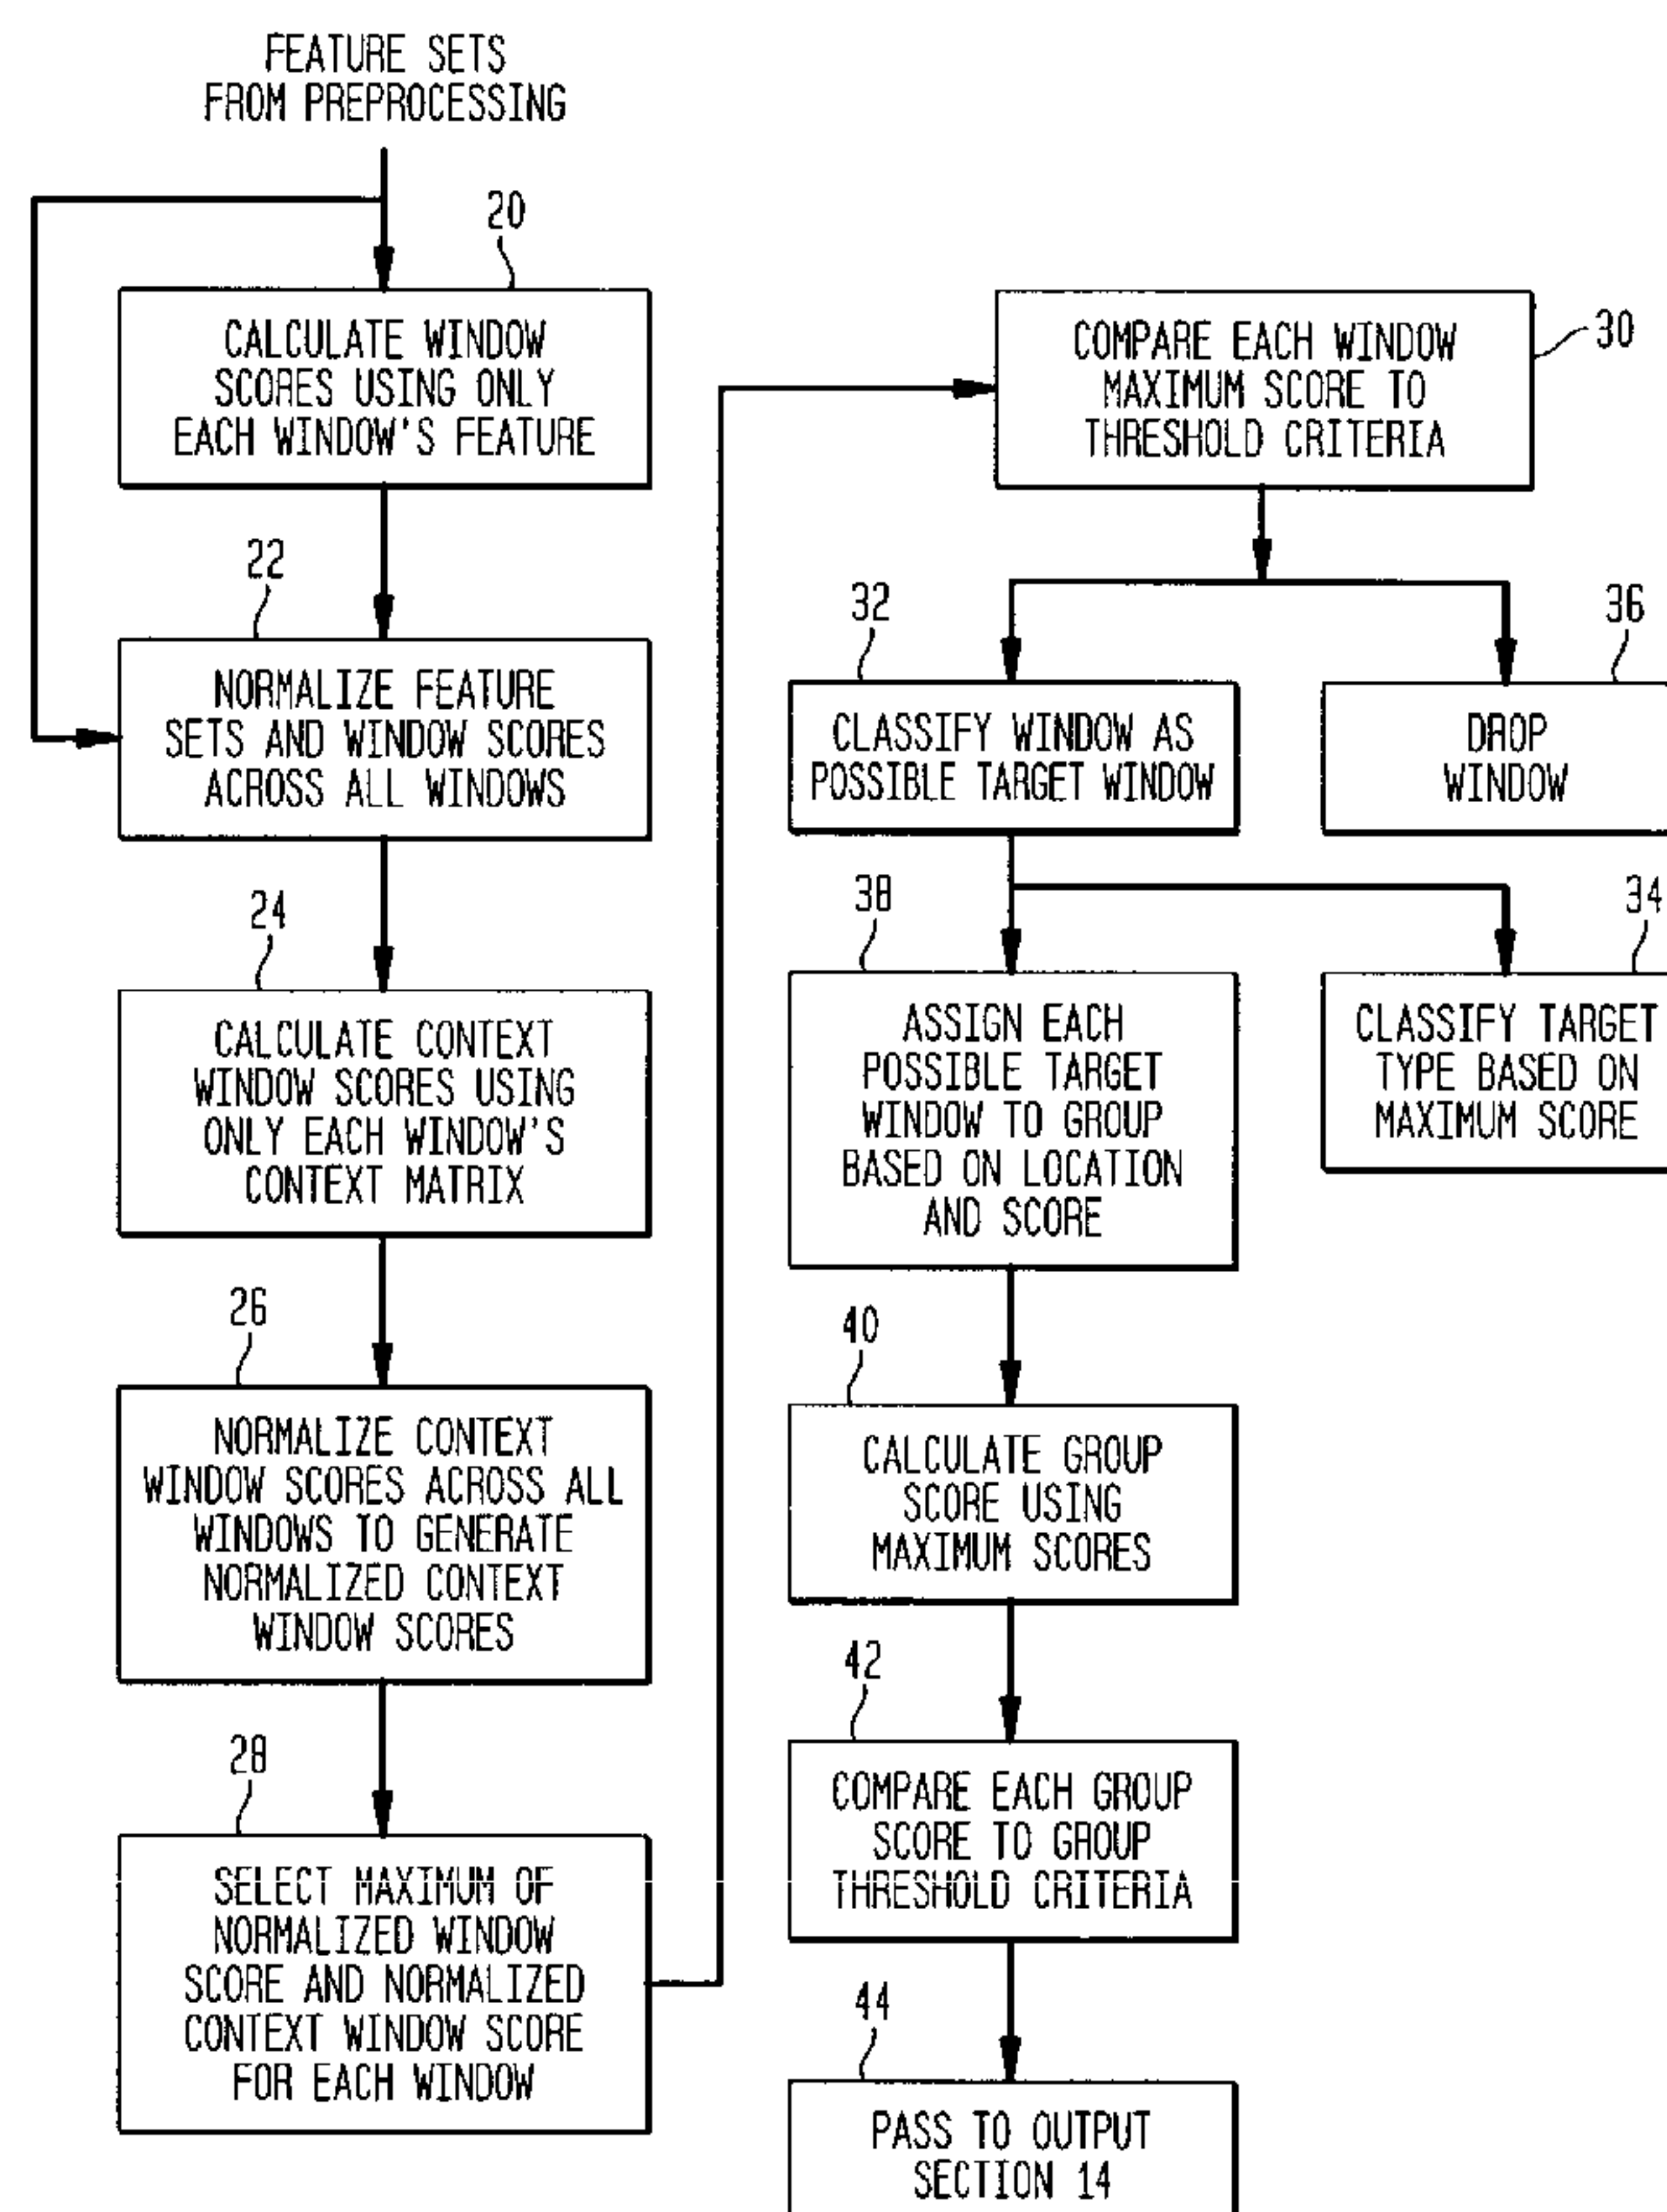 FEATURE SETS
FROM PREPROCESSING
20
CALCULATE WINDOW
SCORES USING ONLY
EACH WINDOW'S FEATURE
22
NORMALIZE FEATURE
SETS AND WINDOW SCORES
ACROSS ALL WINDOWS
24
CALCULATE CONTEXT
WINDOW SCORES USING
ONLY EACH WINDOW'S
CONTEXT MATRIX
26
NORMALIZE CONTEXT
WINDOW SCORES ACROSS ALL
WINDOWS TO GENERATE
NORMALIZED CONTEXT
WINDOW SCORES
28
SELECT MAXIMUM OF
NORMALIZED WINDOW
SCORE AND NORMALIZED
CONTEXT WINDOW SCORE
FOR EACH WINDOW
30
COMPARE EACH WINDOW
MAXIMUM SCORE TO
THRESHOLD CRITERIA
32
CLASSIFY WINDOW AS
POSSIBLE TARGET WINDOW
36
DROP
WINDOW
38
ASSIGN EACH
POSSIBLE TARGET
WINDOW TO GROUP
BASED ON LOCATION
AND SCORE
34
CLASSIFY TARGET
TYPE BASED ON
MAXIMUM SCORE
40
CALCULATE GROUP
SCORE USING
MAXIMUM SCORES
42
COMPARE EACH GROUP
SCORE TO GROUP
THRESHOLD CRITERIA
44
PASS TO OUTPUT
SECTION 14